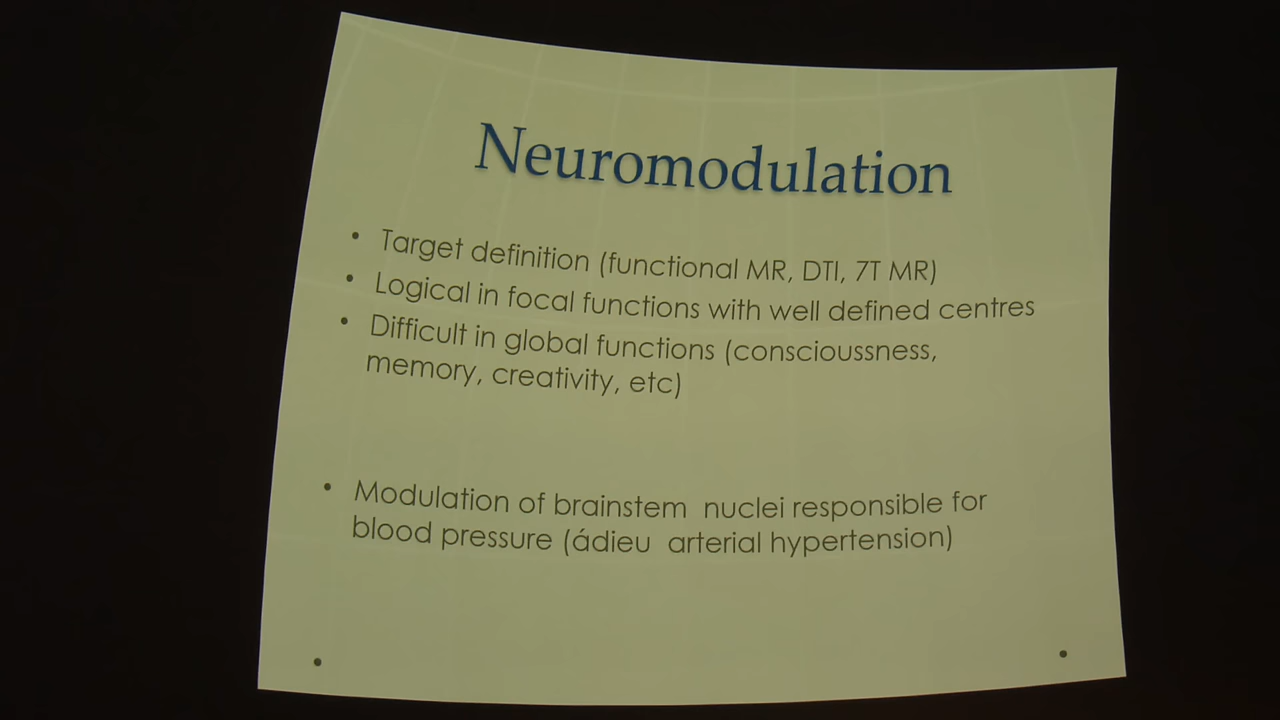 Neuromodulation
• Target definition (functional MR, DTI, 7T MR)
• Logical in focal functions with well defined centres
• Difficult in global functions (conscioussness,
memory, creativity, etc)
• Modulation of brainstem nuclei responsible for
blood pressure (ádieu arterial hypertension)